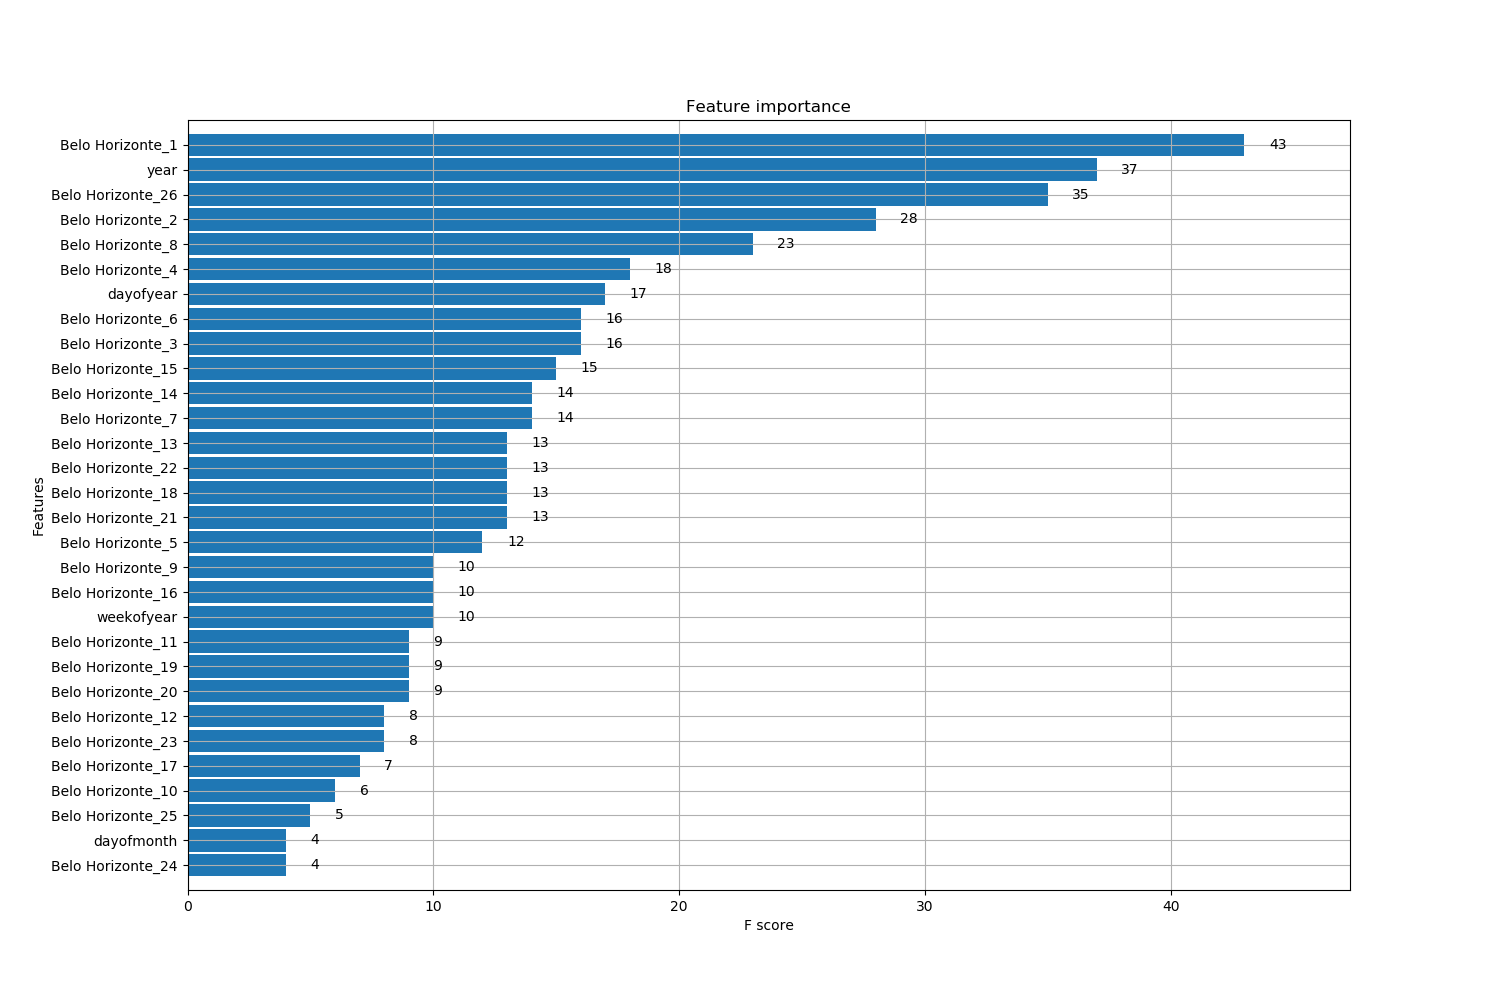 Feature importance
Belo Horizonte_1 43
year 37
Belo Horizonte_26 35
Belo Horizonte_2 28
Belo Horizonte_8 23
Belo Horizonte_4 18
dayofyear 17
Belo Horizonte_6 16
Belo Horizonte_3 16
Belo Horizonte_15 15
Belo Horizonte_14 14
Belo Horizonte_7 14
Belo Horizonte_13 13
Belo Horizonte_22 13
Belo Horizonte_18 13
Belo Horizonte_21 13
Belo Horizonte_5 12
Belo Horizonte_9 10
Belo Horizonte_16 10
weekofyear 10
Belo Horizonte_11 9
Belo Horizonte_19 9
Belo Horizonte_20 9
Belo Horizonte_12 8
Belo Horizonte_23 8
Belo Horizonte_17 7
Belo Horizonte_10 6
Belo Horizonte_25 5
dayofmonth 4
Belo Horizonte_24 4
Features
0 10 20 30 40
F score